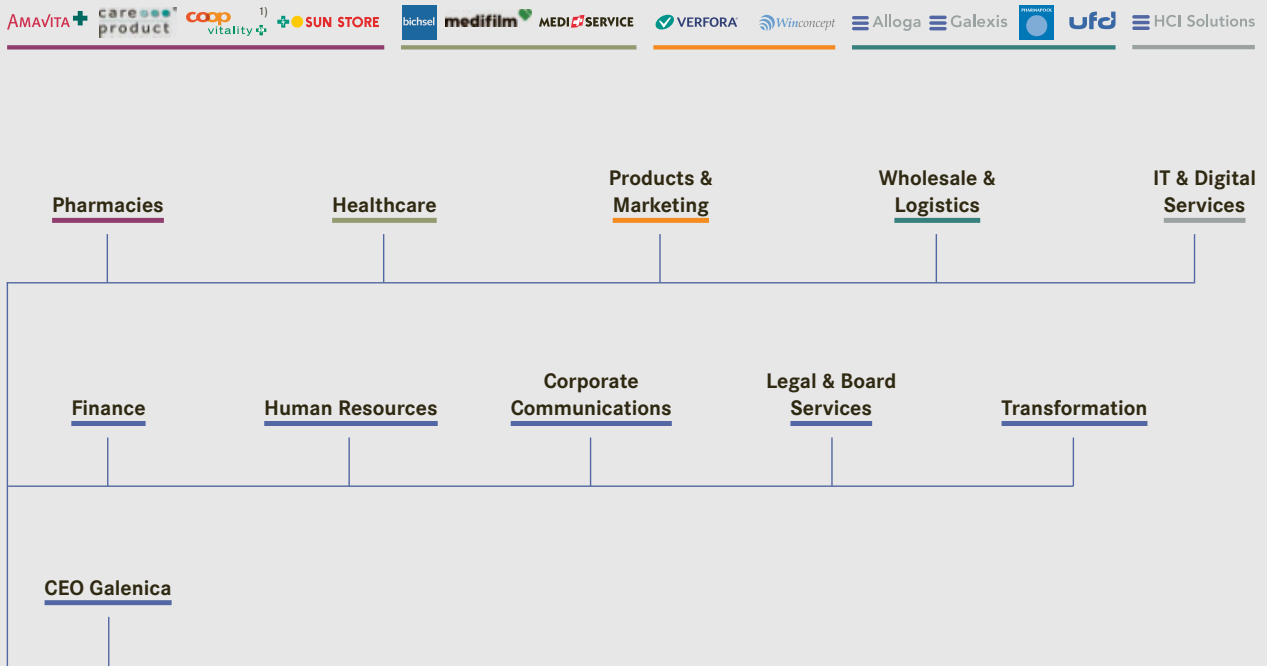 AMAVITA care product coop vitality 1) SUN STORE bichsel medifilm MEDISERVICE VERFORA Winconcept Alloga Galexis PHARMAPOOL ufd HCI Solutions
Pharmacies
Healthcare
Products &
Marketing
Wholesale &
Logistics
IT & Digital
Services
Finance
Human Resources
Corporate
Communications
Legal & Board
Services
Transformation
CEO Galenica